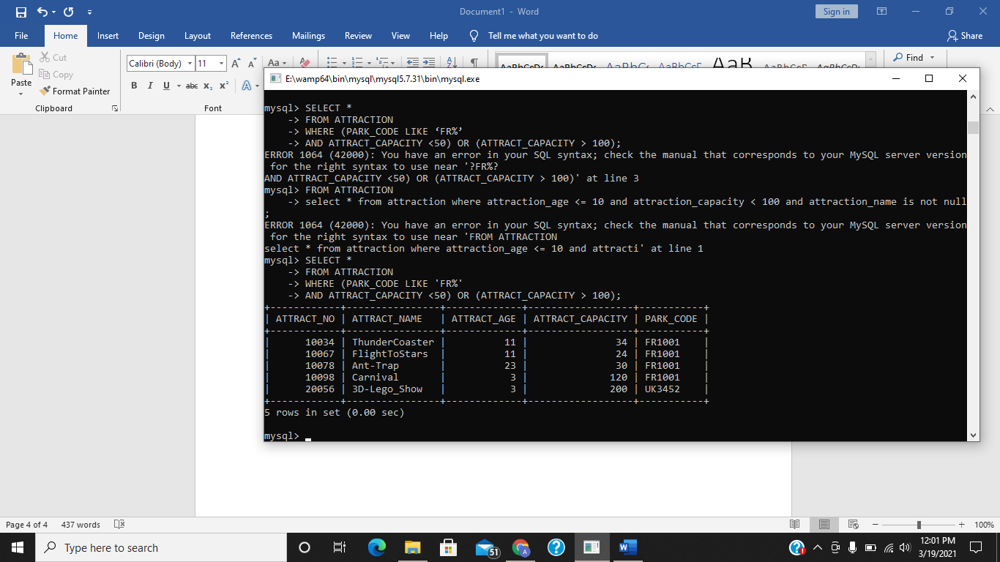 Document1 - Word
Sign in
File Home Insert Design Layout References Mailings Review View Help Tell me what you want to do Share
Paste
Cut
Copy
Format Painter
Clipboard
Calibri (Body) 11 A A Aa
B I U abc x₂ x² A
Font
AaBbCcDc AaBbCcDc AaBbCc AaBbCcE AaB AaBbCcE AaBbCcDc
Find
E:\wamp64\bin\mysql\mysql5.7.31\bin\mysql.exe
mysql> SELECT *
-> FROM ATTRACTION
-> WHERE (PARK_CODE LIKE ‘FR%’
-> AND ATTRACT_CAPACITY <50) OR (ATTRACT_CAPACITY > 100);
ERROR 1064 (42000): You have an error in your SQL syntax; check the manual that corresponds to your MySQL server version
for the right syntax to use near '?FR%?
AND ATTRACT_CAPACITY <50) OR (ATTRACT_CAPACITY > 100)' at line 3
mysql> FROM ATTRACTION
-> select * from attraction where attraction_age <= 10 and attraction_capacity < 100 and attraction_name is not null
;
ERROR 1064 (42000): You have an error in your SQL syntax; check the manual that corresponds to your MySQL server version
for the right syntax to use near 'FROM ATTRACTION
select * from attraction where attraction_age <= 10 and attracti' at line 1
mysql> SELECT *
-> FROM ATTRACTION
-> WHERE (PARK_CODE LIKE 'FR%'
-> AND ATTRACT_CAPACITY <50) OR (ATTRACT_CAPACITY > 100);
+------------+----------------+-------------+------------------+-----------+
| ATTRACT_NO | ATTRACT_NAME | ATTRACT_AGE | ATTRACT_CAPACITY | PARK_CODE |
+------------+----------------+-------------+------------------+-----------+
| 10034 | ThunderCoaster | 11 | 34 | FR1001 |
| 10067 | FlightToStars | 11 | 24 | FR1001 |
| 10078 | Ant-Trap | 23 | 30 | FR1001 |
| 10098 | Carnival | 3 | 120 | FR1001 |
| 20056 | 3D-Lego_Show | 3 | 200 | UK3452 |
+------------+----------------+-------------+------------------+-----------+
5 rows in set (0.00 sec)
mysql> _
Page 4 of 4 437 words 100%
Type here to search
51
A
12:01 PM
3/19/2021